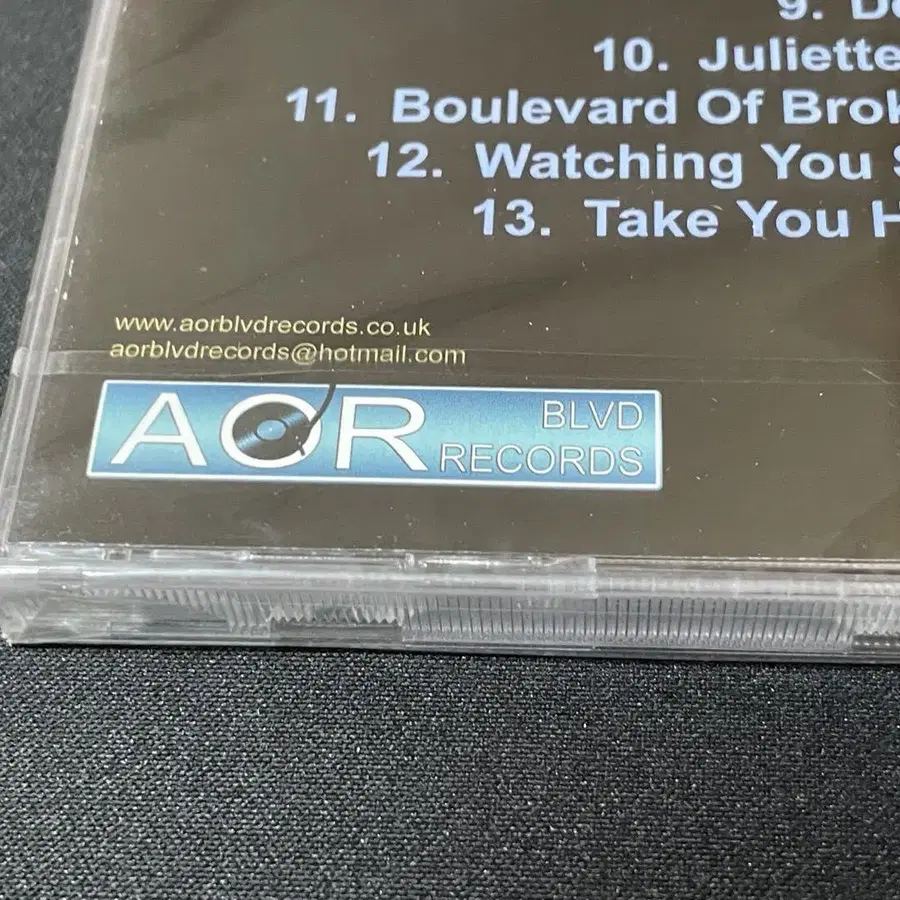 9.
10. Juliette
11. Boulevard Of
12. Watching You
13. Take You
www.aorblvdrecords.co.uk
aorblvdrecords@hotmail.com
AOR BLVD
RECORDS